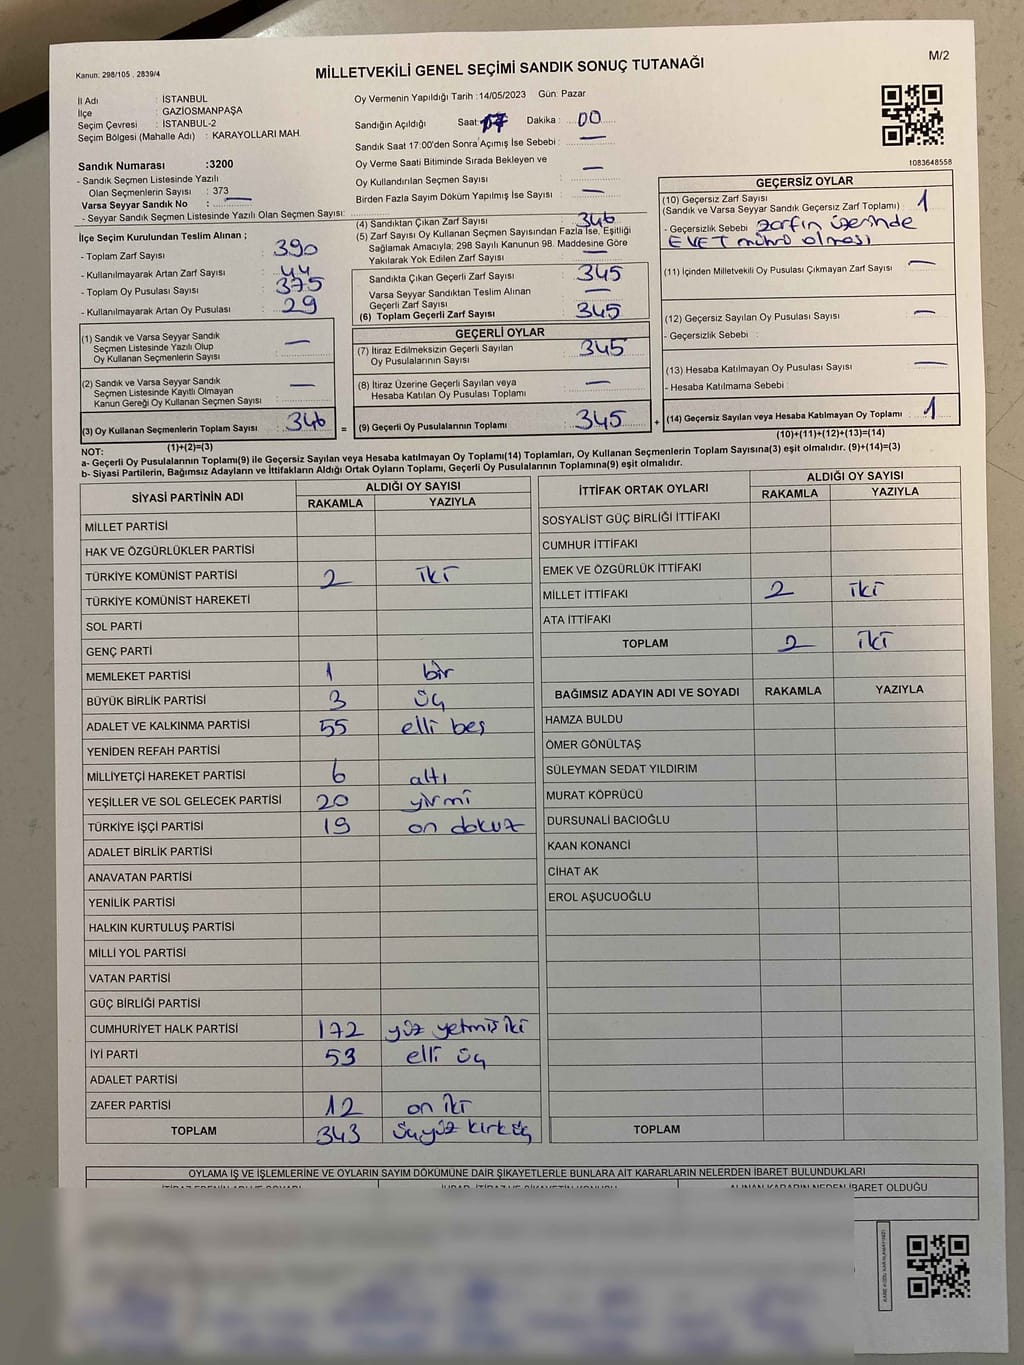 Kanun: 298/105 . 2839/4
MİLLETVEKİLİ GENEL SEÇİMİ SANDIK SONUÇ TUTANAĞI
M/2
İl Adı : İSTANBUL
İlçe : GAZİOSMANPAŞA
Seçim Çevresi : İSTANBUL-2
Seçim Bölgesi (Mahalle Adı) : KARAYOLLARI MAH.
Sandık Numarası :3200
- Sandık Seçmen Listesinde Yazılı
Olan Seçmenlerin Sayısı : 373
Varsa Seyyar Sandık No : —
- Seyyar Sandık Seçmen Listesinde Yazılı Olan Seçmen Sayısı:
Oy Vermenin Yapıldığı Tarih :14/05/2023 Gün: Pazar
Sandığın Açıldığı Saat: 17 Dakika : 00
Sandık Saat 17:00'den Sonra Açımış İse Sebebi : —
Oy Verme Saati Bitiminde Sırada Bekleyen ve
Oy Kullandırılan Seçmen Sayısı : —
Birden Fazla Sayım Döküm Yapılmış İse Sayısı : —
1083648558
İlçe Seçim Kurulundan Teslim Alınan ;
- Toplam Zarf Sayısı : 390
- Kullanılmayarak Artan Zarf Sayısı : 44
- Toplam Oy Pusulası Sayısı : 375
- Kullanılmayarak Artan Oy Pusulası : 29
(4) Sandıktan Çıkan Zarf Sayısı : 346
(5) Zarf Sayısı Oy Kullanan Seçmen Sayısından Fazla İse, Eşitliği
Sağlamak Amacıyla; 298 Sayılı Kanunun 98. Maddesine Göre
Yakılarak Yok Edilen Zarf Sayısı : —
Sandıkta Çıkan Geçerli Zarf Sayısı : 345
Varsa Seyyar Sandıktan Teslim Alınan
Geçerli Zarf Sayısı : —
(6) Toplam Geçerli Zarf Sayısı : 345
GEÇERSİZ OYLAR
(10) Geçersiz Zarf Sayısı
(Sandık ve Varsa Seyyar Sandık Geçersiz Zarf Toplamı) : 1
- Geçersizlik Sebebi : zarfın üzerinde
EVET mührü olması
(11) İçinden Milletvekili Oy Pusulası Çıkmayan Zarf Sayısı : —
(12) Geçersiz Sayılan Oy Pusulası Sayısı : —
- Geçersizlik Sebebi :
(13) Hesaba Katılmayan Oy Pusulası Sayısı : —
- Hesaba Katılmama Sebebi :
(14) Geçersiz Sayılan veya Hesaba Katılmayan Oy Toplamı : 1
(10)+(11)+(12)+(13)=(14)
(1) Sandık ve Varsa Seyyar Sandık
Seçmen Listesinde Yazılı Olup
Oy Kullanan Seçmenlerin Sayısı : —
(2) Sandık ve Varsa Seyyar Sandık
Seçmen Listesinde Kayıtlı Olmayan
Kanun Gereği Oy Kullanan Seçmen Sayısı : —
(3) Oy Kullanan Seçmenlerin Toplam Sayısı : 346 =
(1)+(2)=(3)
GEÇERLİ OYLAR
(7) İtiraz Edilmeksizin Geçerli Sayılan
Oy Pusulalarının Sayısı : 345
(8) İtiraz Üzerine Geçerli Sayılan veya
Hesaba Katılan Oy Pusulası Toplamı : —
(9) Geçerli Oy Pusulalarının Toplamı : 345 +
NOT:
a- Geçerli Oy Pusulalarının Toplamı(9) ile Geçersiz Sayılan veya Hesaba Katılmayan Oy Toplamı(14) Toplamları, Oy Kullanan Seçmenlerin Toplam Sayısına(3) eşit olmalıdır. (9)+(14)=(3)
b- Siyasi Partilerin, Bağımsız Adayların ve İttifakların Aldığı Ortak Oyların Toplamı, Geçerli Oy Pusulalarının Toplamına(9) eşit olmalıdır.
SİYASİ PARTİNİN ADI ALDIĞI OY SAYISI
RAKAMLA YAZIYLA
MİLLET PARTİSİ
HAK VE ÖZGÜRLÜKLER PARTİSİ
TÜRKİYE KOMÜNİST PARTİSİ 2 iki
TÜRKİYE KOMÜNİST HAREKETİ
SOL PARTİ
GENÇ PARTİ
MEMLEKET PARTİSİ 1 bir
BÜYÜK BİRLİK PARTİSİ 3 üç
ADALET VE KALKINMA PARTİSİ 55 elli beş
YENİDEN REFAH PARTİSİ
MİLLİYETÇİ HAREKET PARTİSİ 6 altı
YEŞİLLER VE SOL GELECEK PARTİSİ 20 yirmi
TÜRKİYE İŞÇİ PARTİSİ 19 on dokuz
ADALET BİRLİK PARTİSİ
ANAVATAN PARTİSİ
YENİLİK PARTİSİ
HALKIN KURTULUŞ PARTİSİ
MİLLİ YOL PARTİSİ
VATAN PARTİSİ
GÜÇ BİRLİĞİ PARTİSİ
CUMHURİYET HALK PARTİSİ 172 yüz yetmiş iki
İYİ PARTİ 53 elli üç
ADALET PARTİSİ
ZAFER PARTİSİ 12 on iki
TOPLAM 343 üçyüz kırküç
İTTİFAK ORTAK OYLARI ALDIĞI OY SAYISI
RAKAMLA YAZIYLA
SOSYALİST GÜÇ BİRLİĞİ İTTİFAKI
CUMHUR İTTİFAKI
EMEK VE ÖZGÜRLÜK İTTİFAKI
MİLLET İTTİFAKI 2 iki
ATA İTTİFAKI
TOPLAM 2 iki
BAĞIMSIZ ADAYIN ADI VE SOYADI RAKAMLA YAZIYLA
HAMZA BULDU
ÖMER GÖNÜLTAŞ
SÜLEYMAN SEDAT YILDIRIM
MURAT KÖPRÜCÜ
DURSUNALİ BACIOĞLU
KAAN KONANCİ
CİHAT AK
EROL AŞUCUOĞLU
TOPLAM
OYLAMA İŞ VE İŞLEMLERİNE VE OYLARIN SAYIM DÖKÜMÜNE DAİR ŞİKAYETLERLE BUNLARA AİT KARARLARIN NELERDEN İBARET BULUNDUKLARI
ALINAN KARARIN NEDEN İBARET OLDUĞU